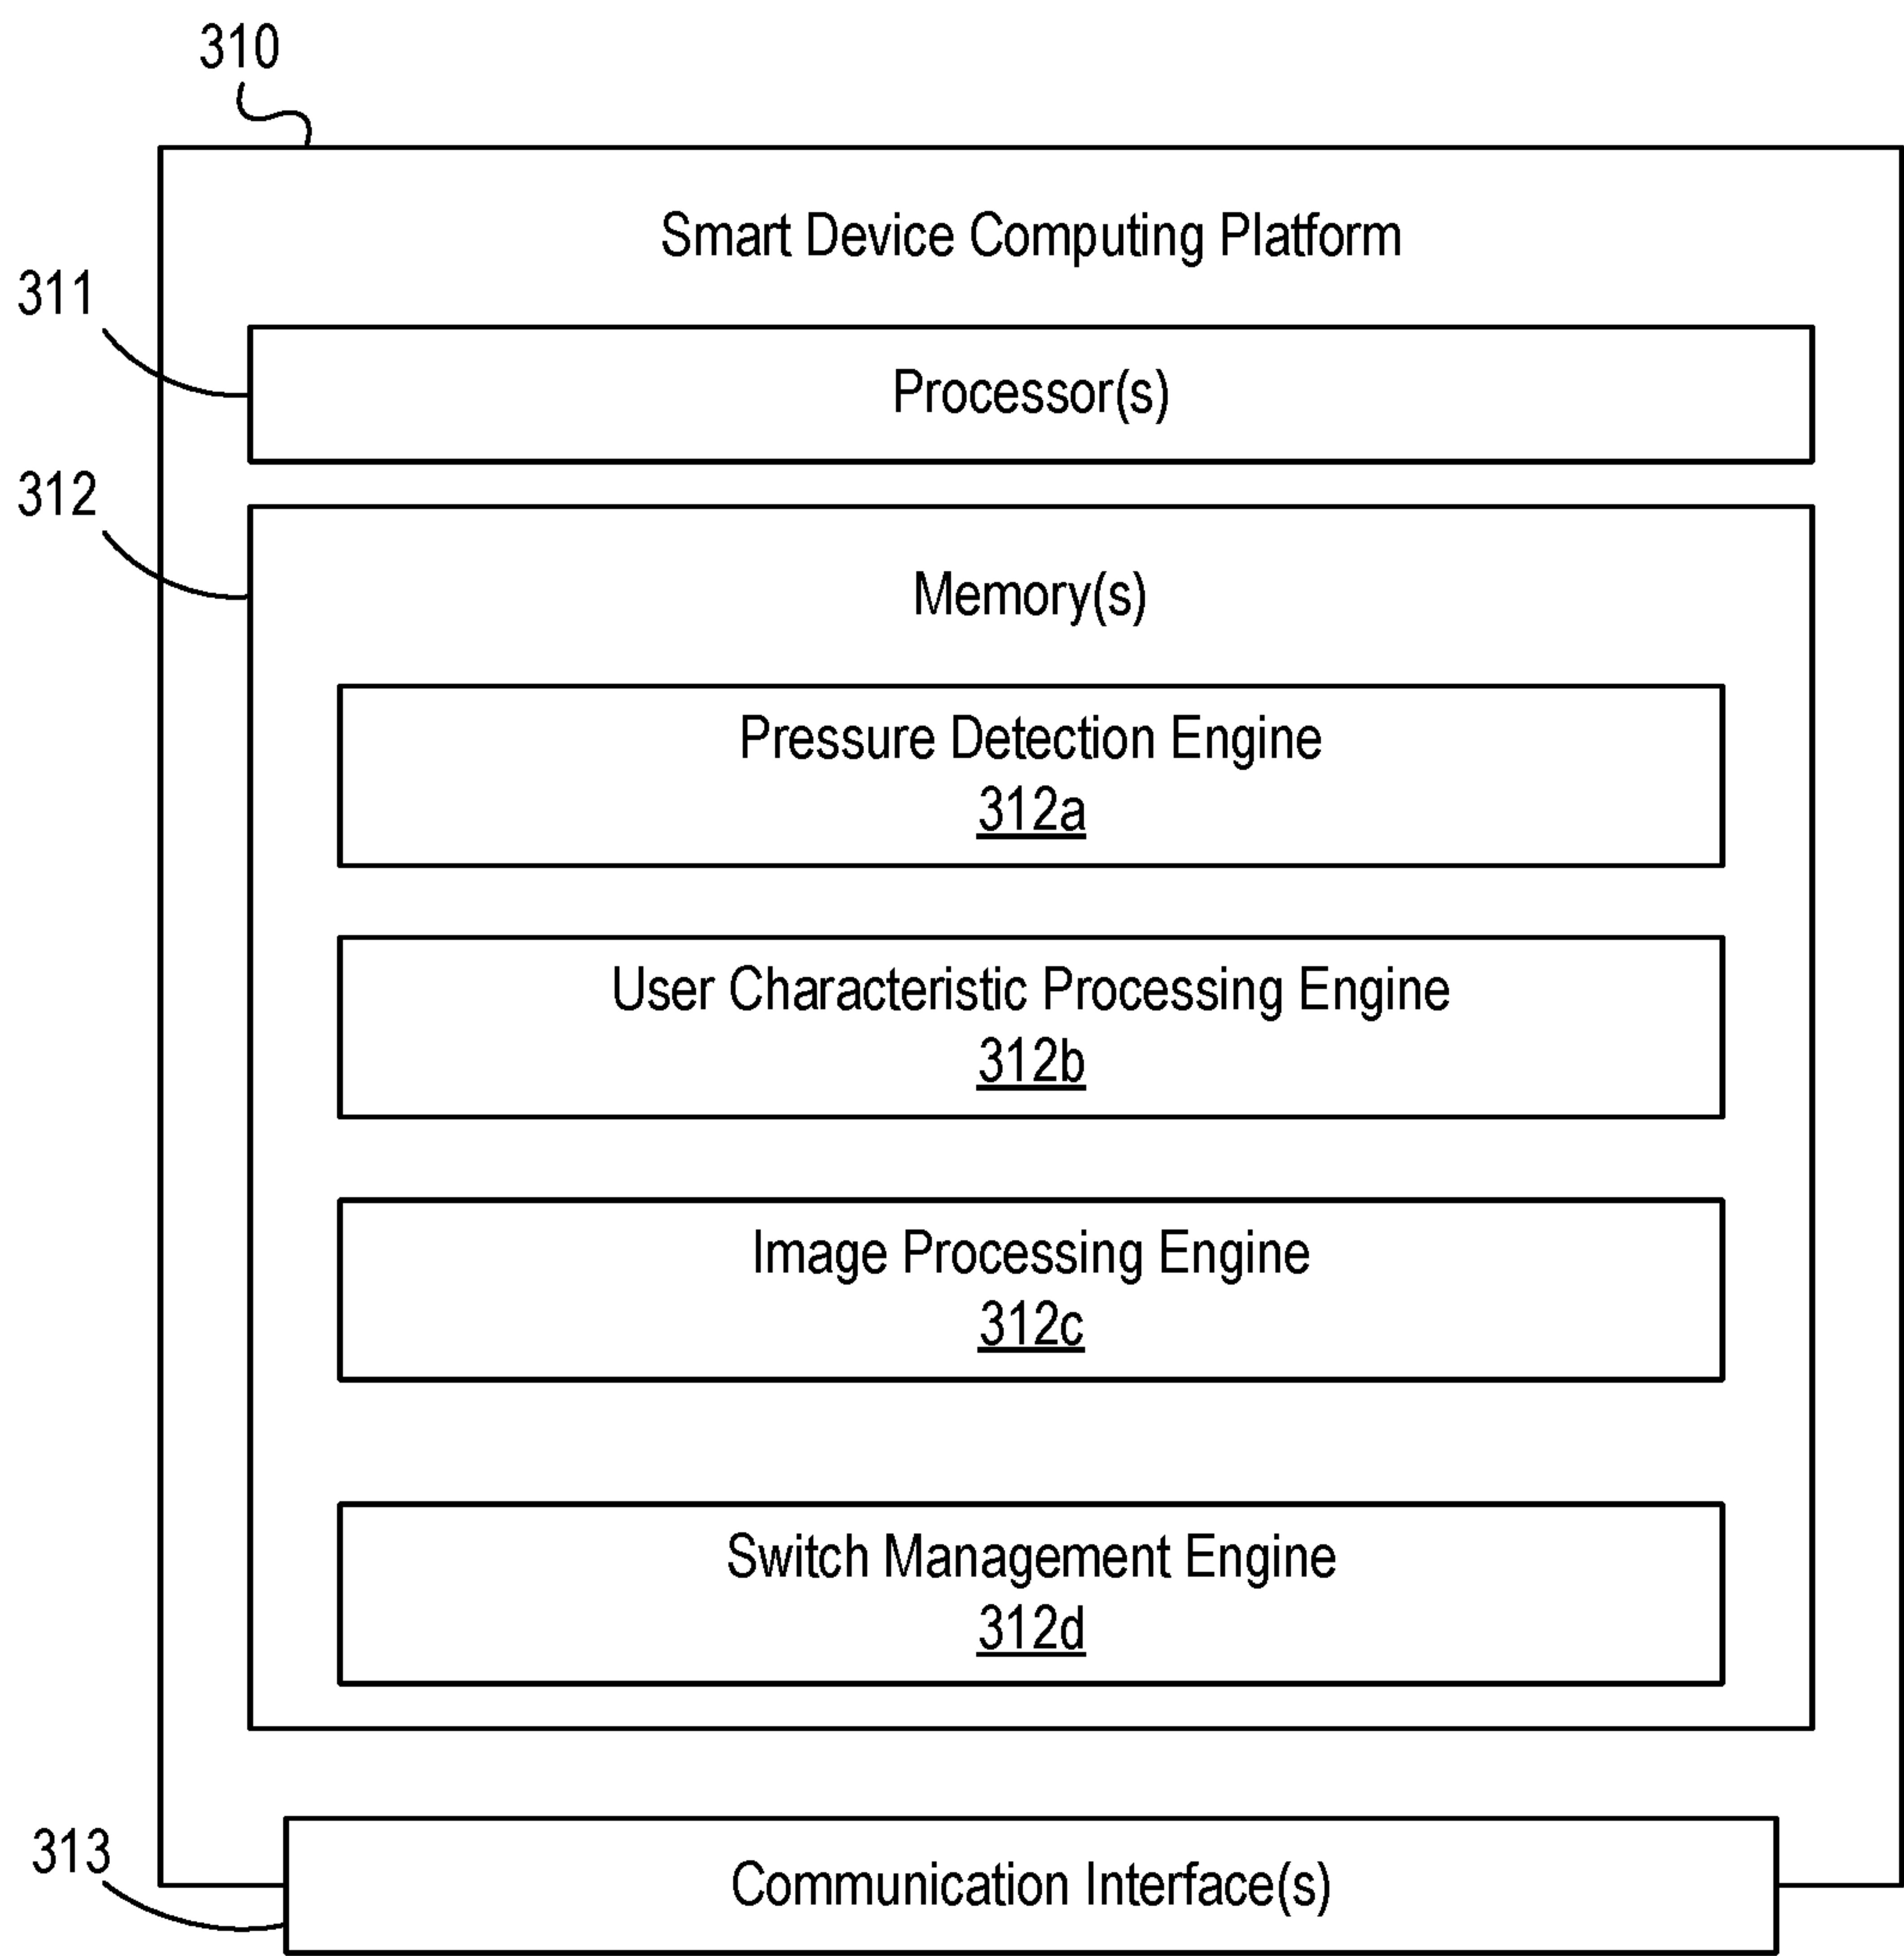 310
Smart Device Computing Platform
311
Processor(s)
312
Memory(s)
Pressure Detection Engine
312a
User Characteristic Processing Engine
312b
Image Processing Engine
312c
Switch Management Engine
312d
313
Communication Interface(s)